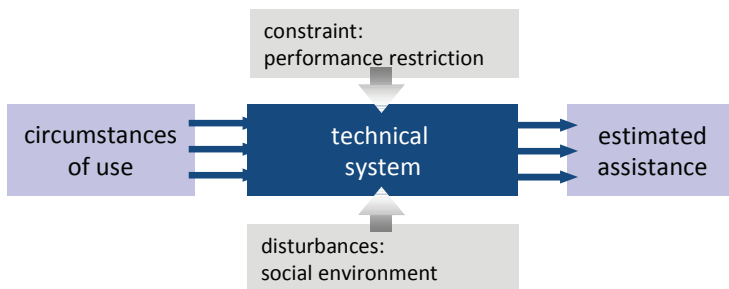 constraint:
performance restriction
circumstances
of use
technical
system
estimated
assistance
disturbances:
social environment